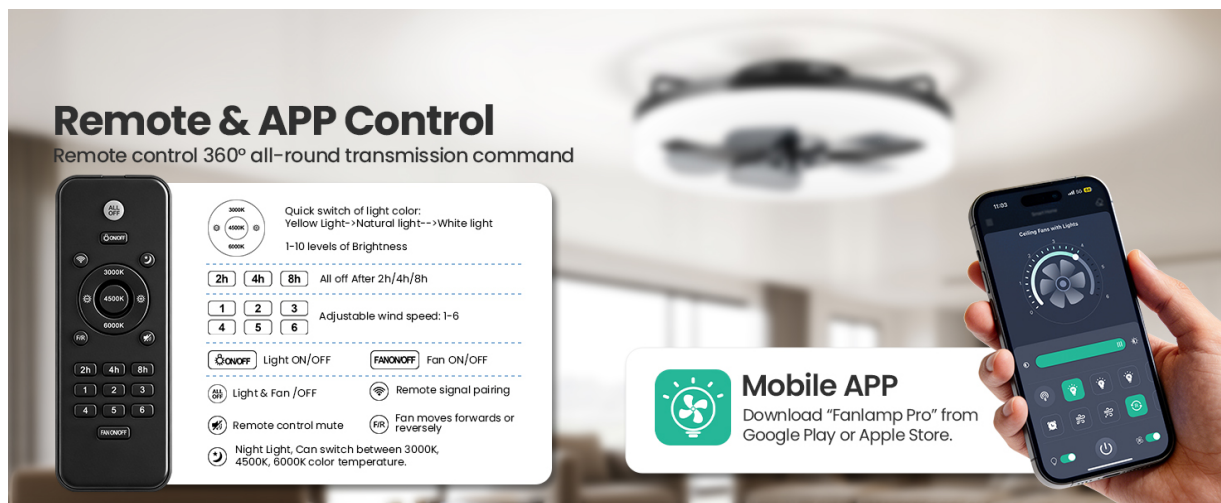 Remote & APP Control
Remote control 360° all-round transmission command
ALL OFF
ON/OFF
3000K
4500K
6000K
F/R
2h 4h 8h
1 2 3
4 5 6
FAN ON/OFF
3000K
4500K
6000K
Quick switch of light color:
Yellow Light->Natural light-->White light
1-10 levels of Brightness
2h 4h 8h All off After 2h/4h/8h
1 2 3
4 5 6
Adjustable wind speed: 1-6
ON/OFF Light ON/OFF
FANON/OFF Fan ON/OFF
ALL OFF Light & Fan /OFF
Remote signal pairing
Remote control mute
F/R Fan moves forwards or
reversely
Night Light, Can switch between 3000K,
4500K, 6000K color temperature.
Mobile APP
Download “Fanlamp Pro” from
Google Play or Apple Store.
11:03
5G
Ceiling Fans with Lights